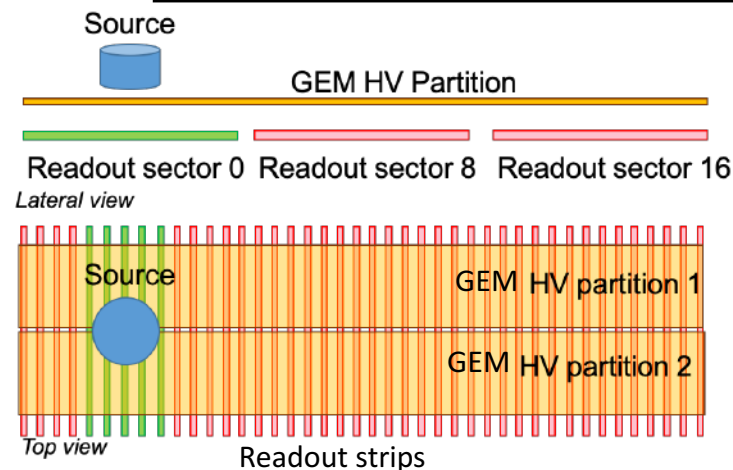 Source
GEM HV Partition
Readout sector 0 Readout sector 8 Readout sector 16
Lateral view
Source
GEM HV partition 1
GEM HV partition 2
Top view
Readout strips